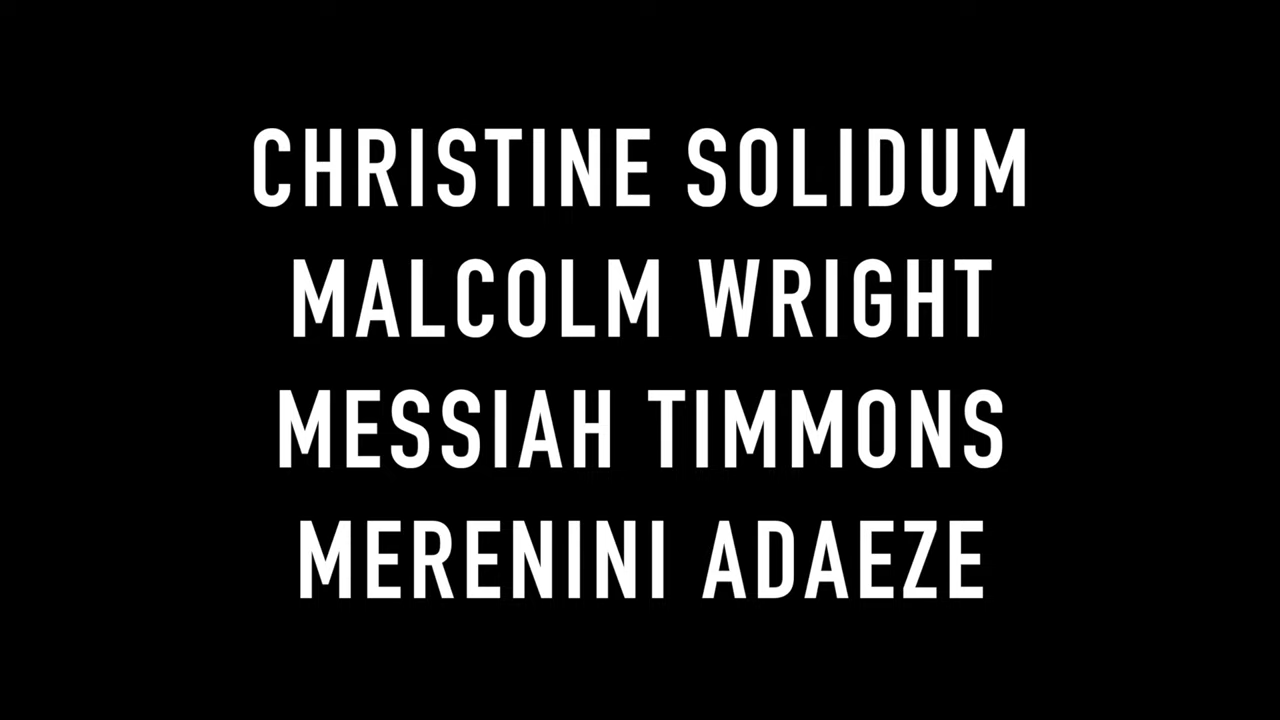 CHRISTINE SOLIDUM
MALCOLM WRIGHT
MESSIAH TIMMONS
MERENINI ADAEZE